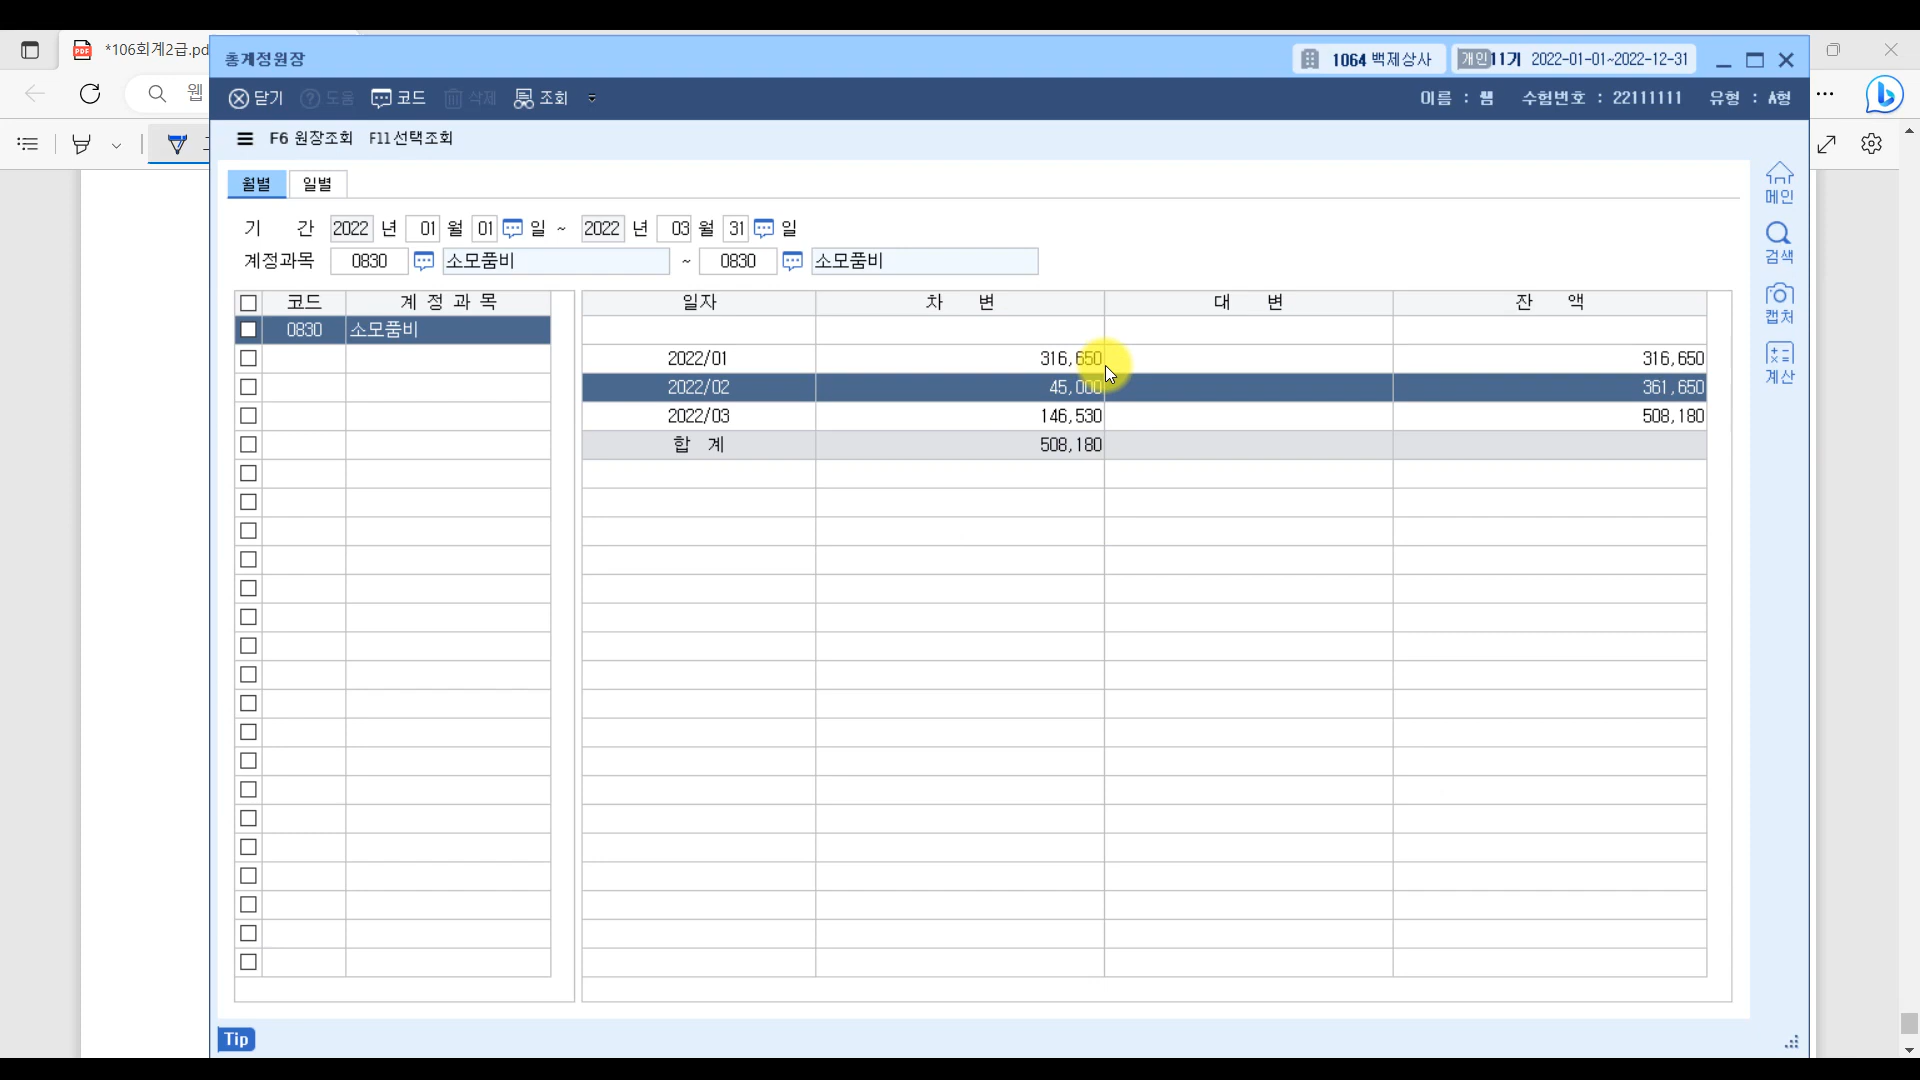 *106회계2급.pd
웹
총계정원장
1064 백제상사
개인 11기 2022-01-01~2022-12-31
닫기 도움 코드 삭제 조회
이름 : 웸 수험번호 : 22111111 유형 : A형
F6 원장조회 F11선택조회
월별 일별
기 간 2022 년 01 월 01 일 ~ 2022 년 03 월 31 일
계정과목 0830 소모품비 ~ 0830 소모품비
코드 계 정 과 목 일자 차 변 대 변 잔 액
0830 소모품비
2022/01 316,650 316,650
2022/02 45,000 361,650
2022/03 146,530 508,180
합 계 508,180
메인
검색
캡처
계산
Tip